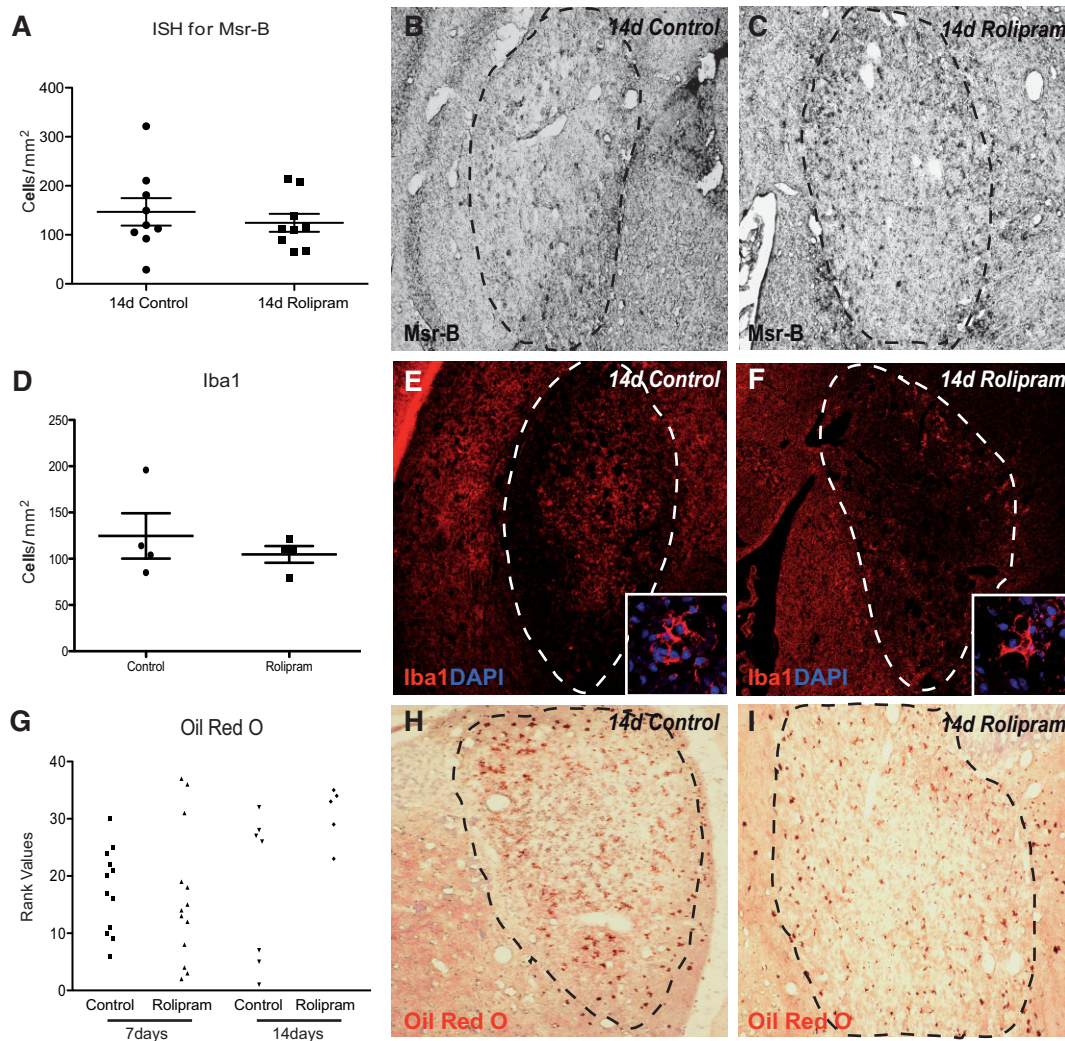 A
ISH for Msr-B
Cells/mm²
400
300
200
100
0
14d Control
14d Rolipram
B
14d Control
Msr-B
C
14d Rolipram
Msr-B
D
Iba1
Cells/mm²
250
200
150
100
50
0
Control
Rolipram
E
14d Control
Iba1DAPI
F
14d Rolipram
Iba1DAPI
G
Oil Red O
Rank Values
40
30
20
10
0
Control
Rolipram
Control
Rolipram
7days
14days
H
14d Control
Oil Red O
I
14d Rolipram
Oil Red O